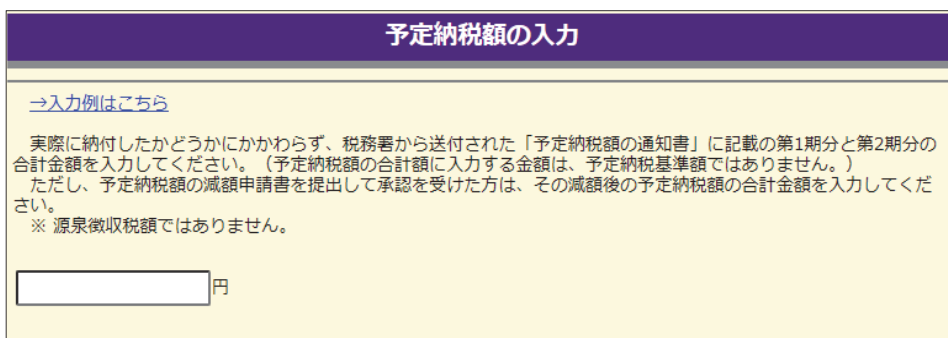 予定納税額の入力
→入力例はこちら
実際に納付したかどうかにかかわらず、税務署から送付された「予定納税額の通知書」に記載の第1期分と第2期分の
合計金額を入力してください。（予定納税額の合計額に入力する金額は、予定納税基準額ではありません。）
ただし、予定納税額の減額申請書を提出して承認を受けた方は、その減額後の予定納税額の合計金額を入力してくだ
さい。
※ 源泉徴収税額ではありません。
円